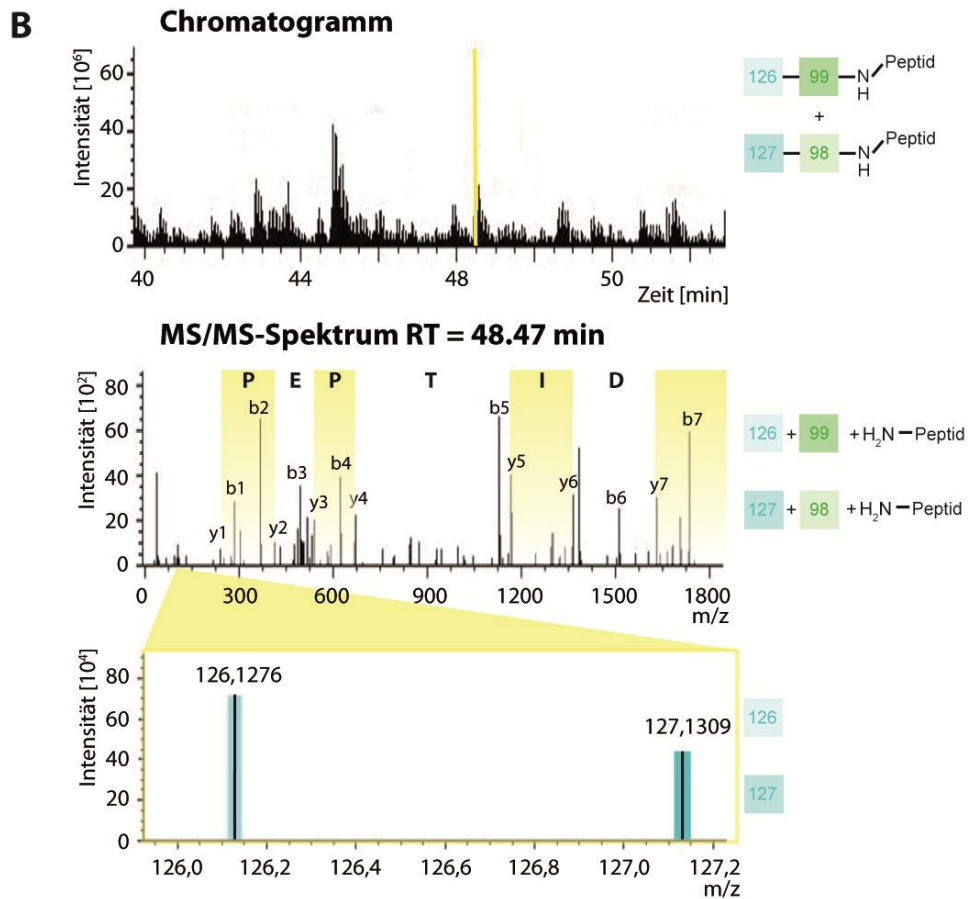 B
Chromatogramm
Intensität [10⁶]
60
40
20
0
40
44
48
50
Zeit [min]
126
99
N
H
Peptid
+
127
98
N
H
Peptid
MS/MS-Spektrum RT = 48.47 min
Intensität [10²]
80
60
40
20
0
P E P T I D
b2
b5
b7
b1
b3
b4
y5
y6
b6
y7
y1
y2
y3
y4
0 300 600 900 1200 1500 1800
m/z
126 + 99 + H₂N – Peptid
127 + 98 + H₂N – Peptid
Intensität [10⁴]
80
60
40
20
0
126,1276
127,1309
126
127
126,0 126,2 126,4 126,6 126,8 127,0 127,2
m/z